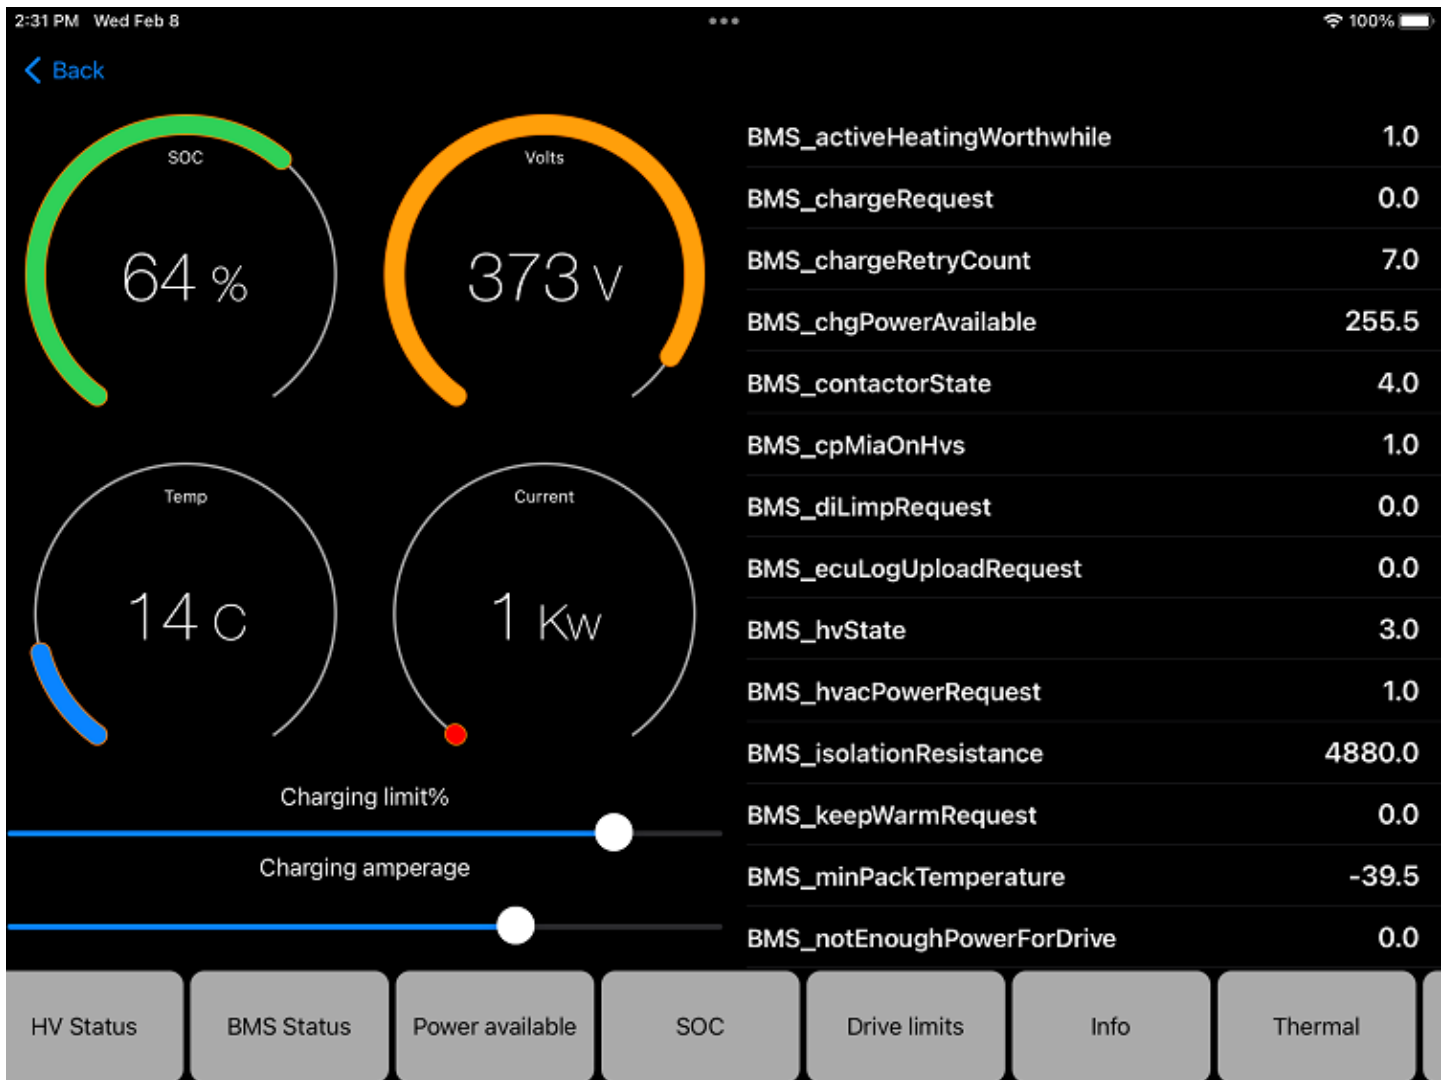 2:31 PM Wed Feb 8
100%
Back
SOC
64 %
Volts
373 V
Temp
14 C
Current
1 Kw
Charging limit%
Charging amperage
BMS_activeHeatingWorthwhile 1.0
BMS_chargeRequest 0.0
BMS_chargeRetryCount 7.0
BMS_chgPowerAvailable 255.5
BMS_contactorState 4.0
BMS_cpMiaOnHvs 1.0
BMS_diLimpRequest 0.0
BMS_ecuLogUploadRequest 0.0
BMS_hvState 3.0
BMS_hvacPowerRequest 1.0
BMS_isolationResistance 4880.0
BMS_keepWarmRequest 0.0
BMS_minPackTemperature -39.5
BMS_notEnoughPowerForDrive 0.0
HV Status
BMS Status
Power available
SOC
Drive limits
Info
Thermal